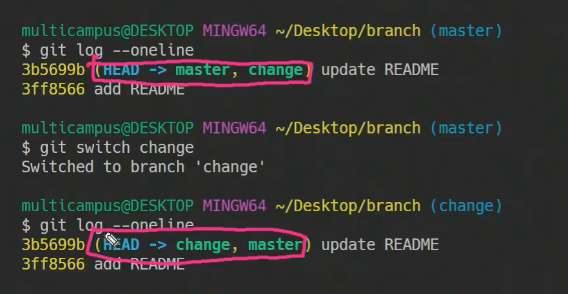 multicampus@DESKTOP MINGW64 ~/Desktop/branch (master)
$ git log --oneline
3b5699b (HEAD -> master, change) update README
3ff8566 add README
multicampus@DESKTOP MINGW64 ~/Desktop/branch (master)
$ git switch change
Switched to branch 'change'
multicampus@DESKTOP MINGW64 ~/Desktop/branch (change)
$ git log --oneline
3b5699b (HEAD -> change, master) update README
3ff8566 add README